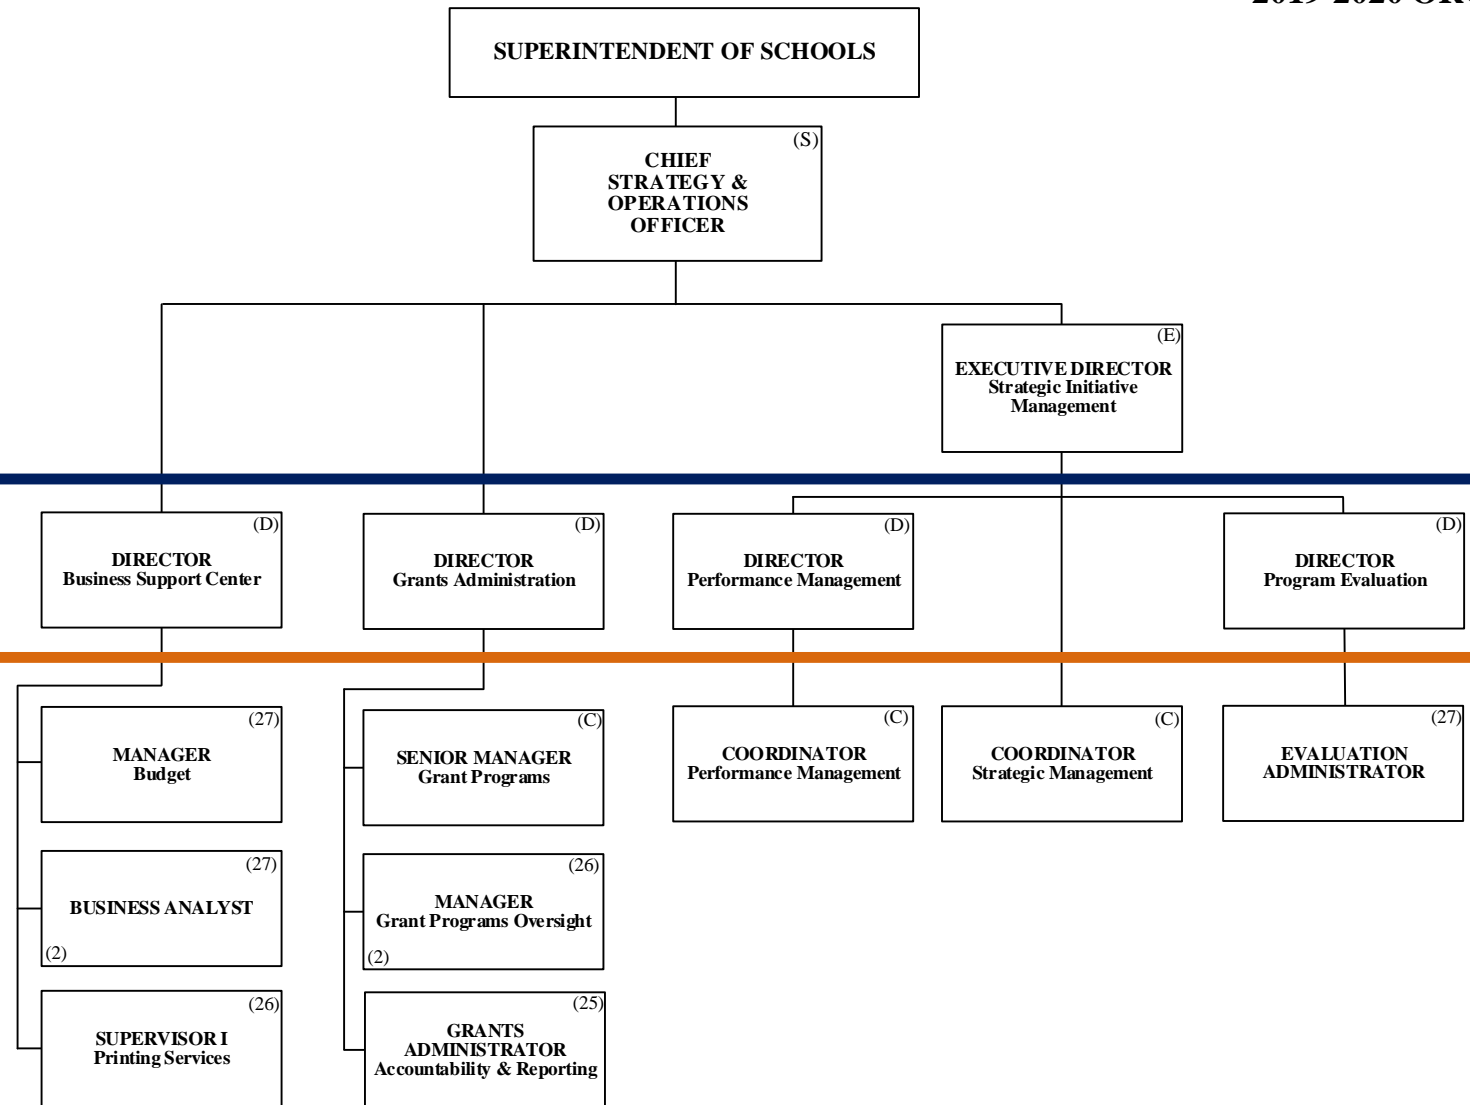 SUPERINTENDENT OF SCHOOLS
(S)
CHIEF
STRATEGY &
OPERATIONS
OFFICER
(E)
EXECUTIVE DIRECTOR
Strategic Initiative
Management
(D)
DIRECTOR
Business Support Center
(D)
DIRECTOR
Grants Administration
(D)
DIRECTOR
Performance Management
(D)
DIRECTOR
Program Evaluation
(27)
MANAGER
Budget
(C)
SENIOR MANAGER
Grant Programs
(C)
COORDINATOR
Performance Management
(C)
COORDINATOR
Strategic Management
(27)
EVALUATION
ADMINISTRATOR
(27)
BUSINESS ANALYST
(2)
(26)
MANAGER
Grant Programs Oversight
(2)
(26)
SUPERVISOR I
Printing Services
(25)
GRANTS
ADMINISTRATOR
Accountability & Reporting